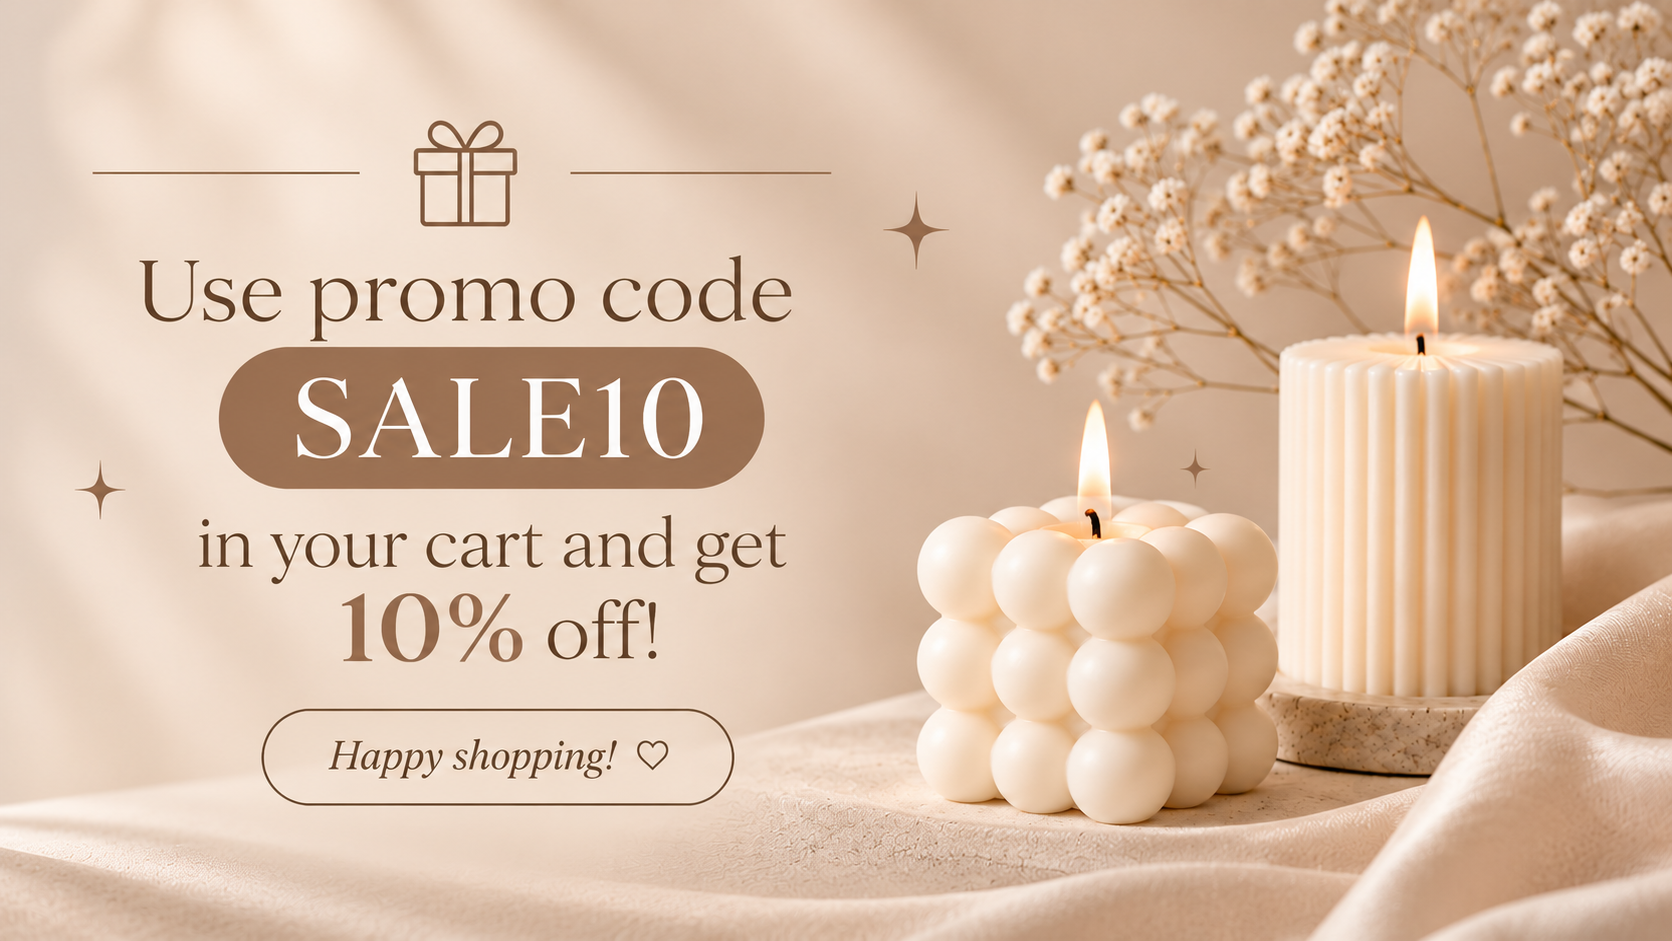 Use promo code
SALE10
in your cart and get
10% off!
Happy shopping! ♡